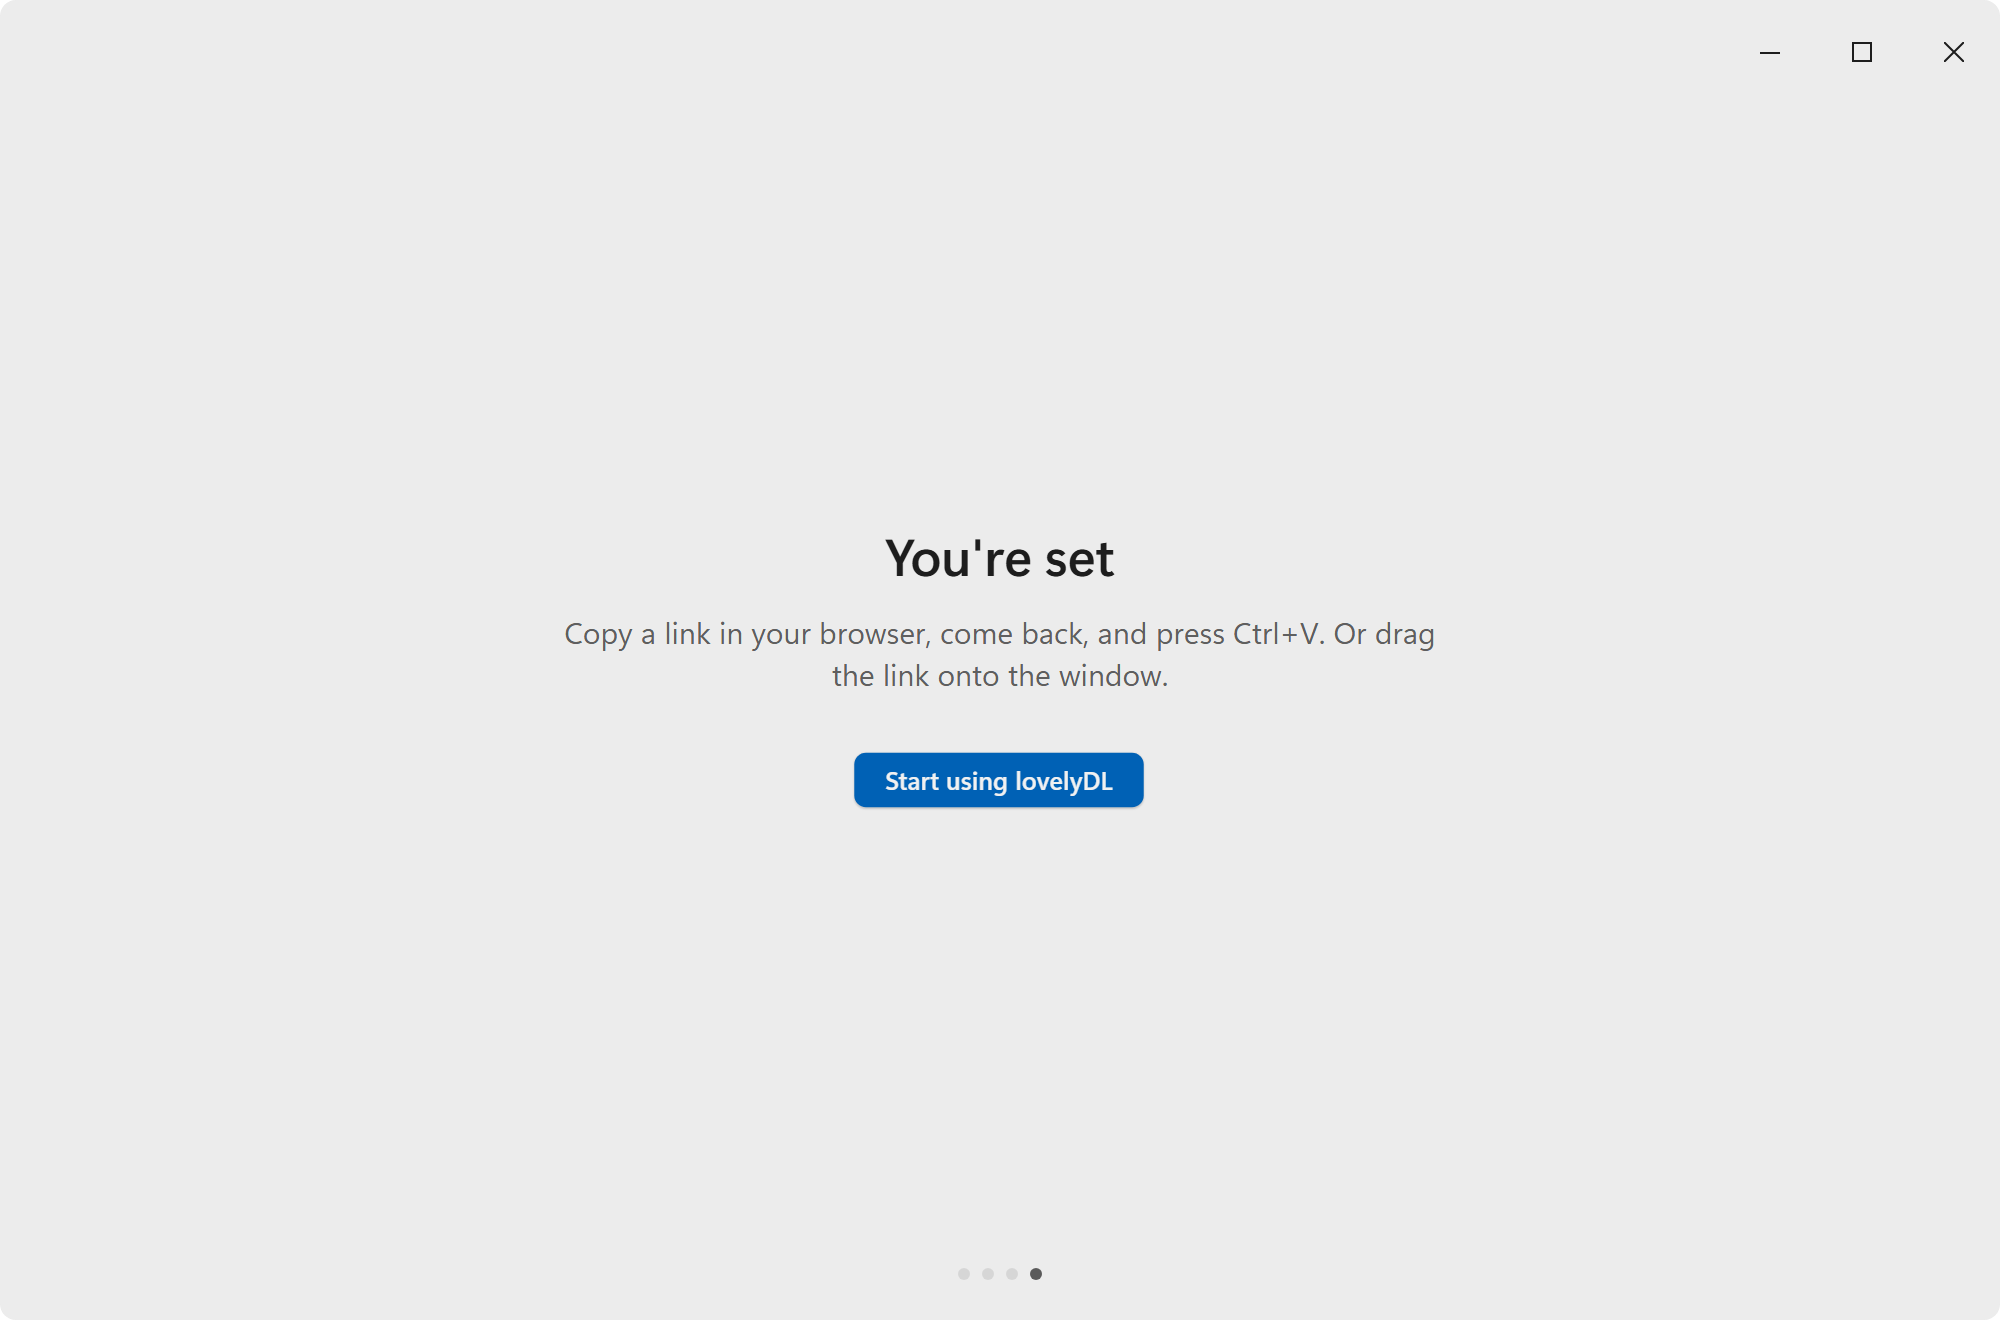 You're set
Copy a link in your browser, come back, and press Ctrl+V. Or drag
the link onto the window.
Start using lovelyDL